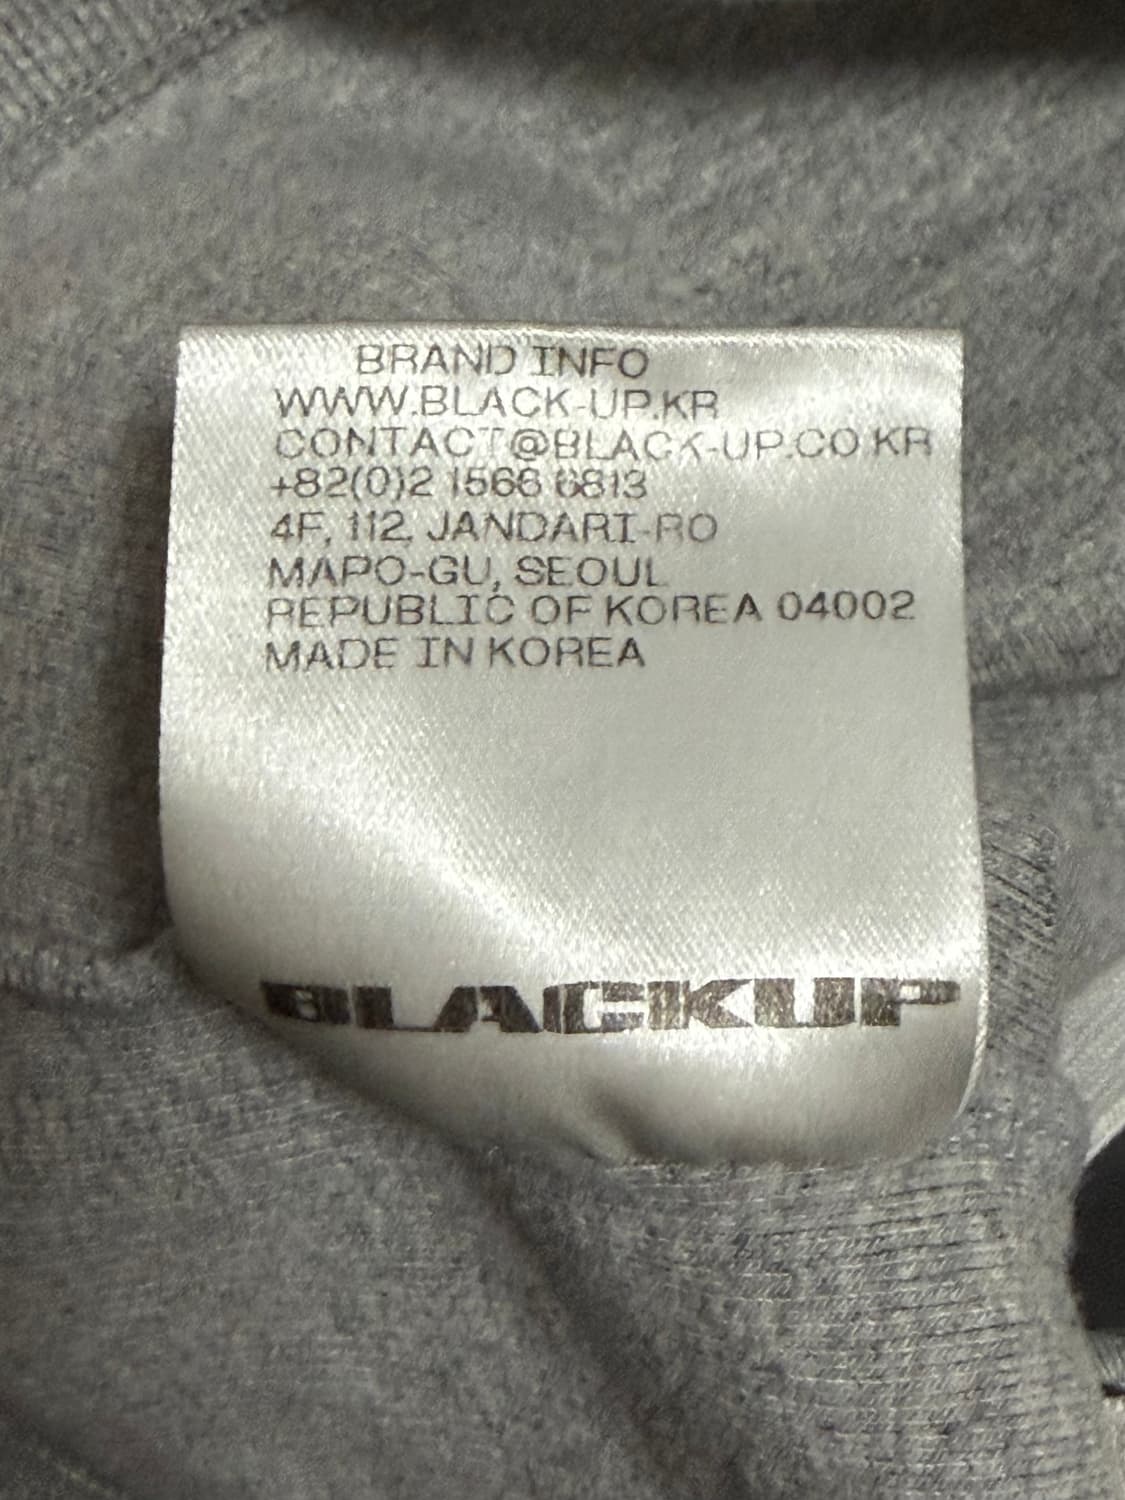 BRAND INFO
WWW.BLACK-UP.KR
CONTACT@BLACK-UP.CO KR
+82(0)2 1566 6813
4F, 112, JANDARI-RO
MAPO-GU, SEOUL
REPUBLIC OF KOREA 04002
MADE IN KOREA
BLACKUP